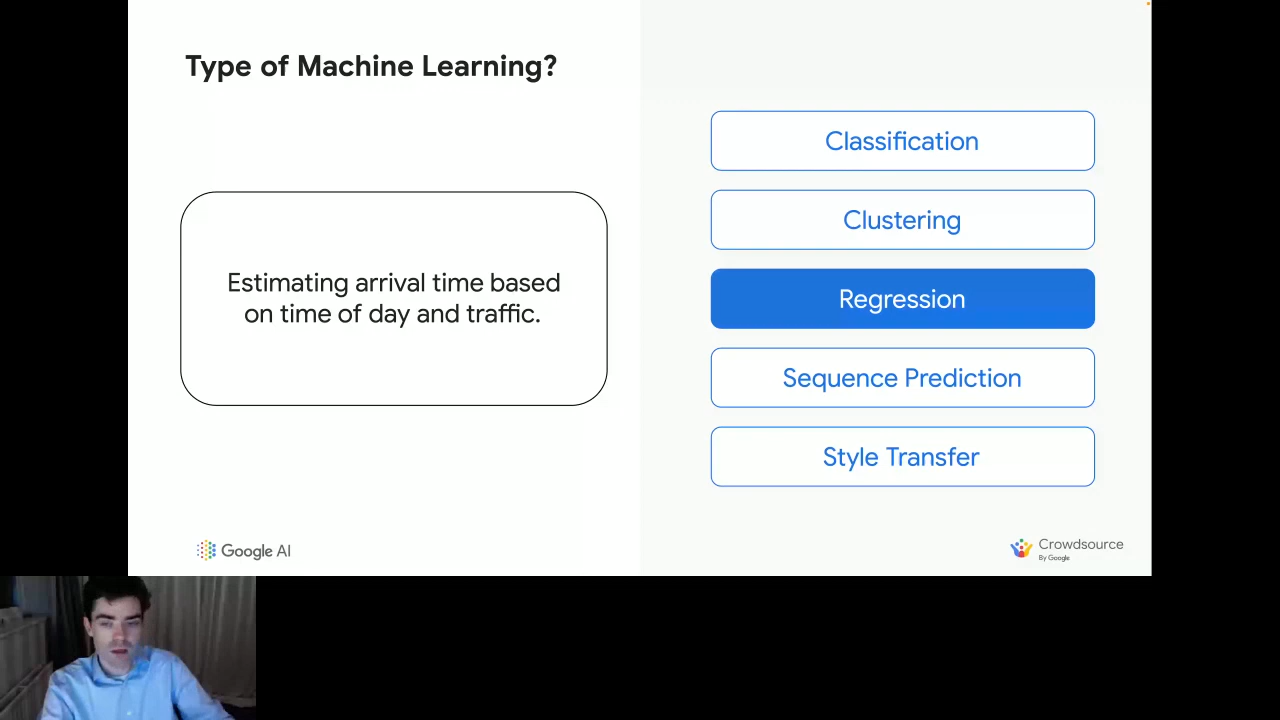 Type of Machine Learning?
Estimating arrival time based
on time of day and traffic.
Classification
Clustering
Regression
Sequence Prediction
Style Transfer
Google AI
Crowdsource
By Google